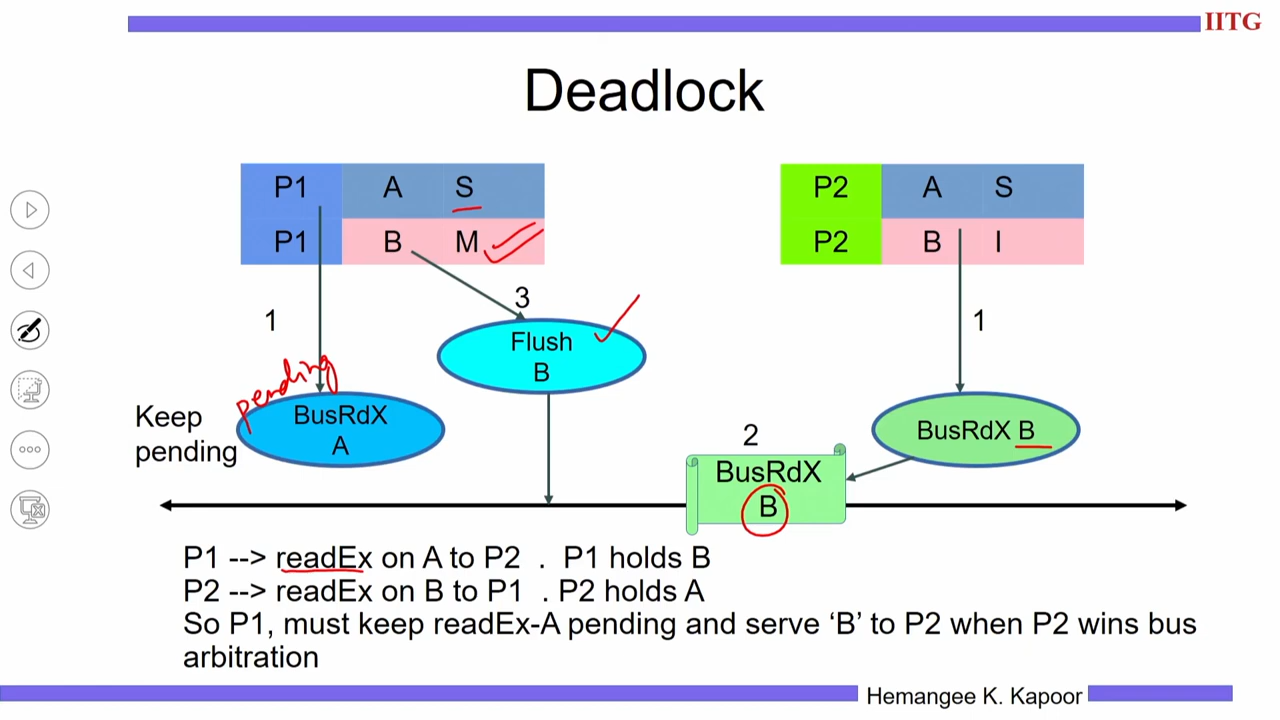 IITG
Deadlock
P1 A S
P1 B M
P2 A S
P2 B I
1
3
1
Flush
B
pending
Keep
pending
BusRdX
A
2
BusRdX
B
BusRdX B
P1 --> readEx on A to P2 . P1 holds B
P2 --> readEx on B to P1 . P2 holds A
So P1, must keep readEx-A pending and serve ‘B’ to P2 when P2 wins bus
arbitration
Hemangee K. Kapoor